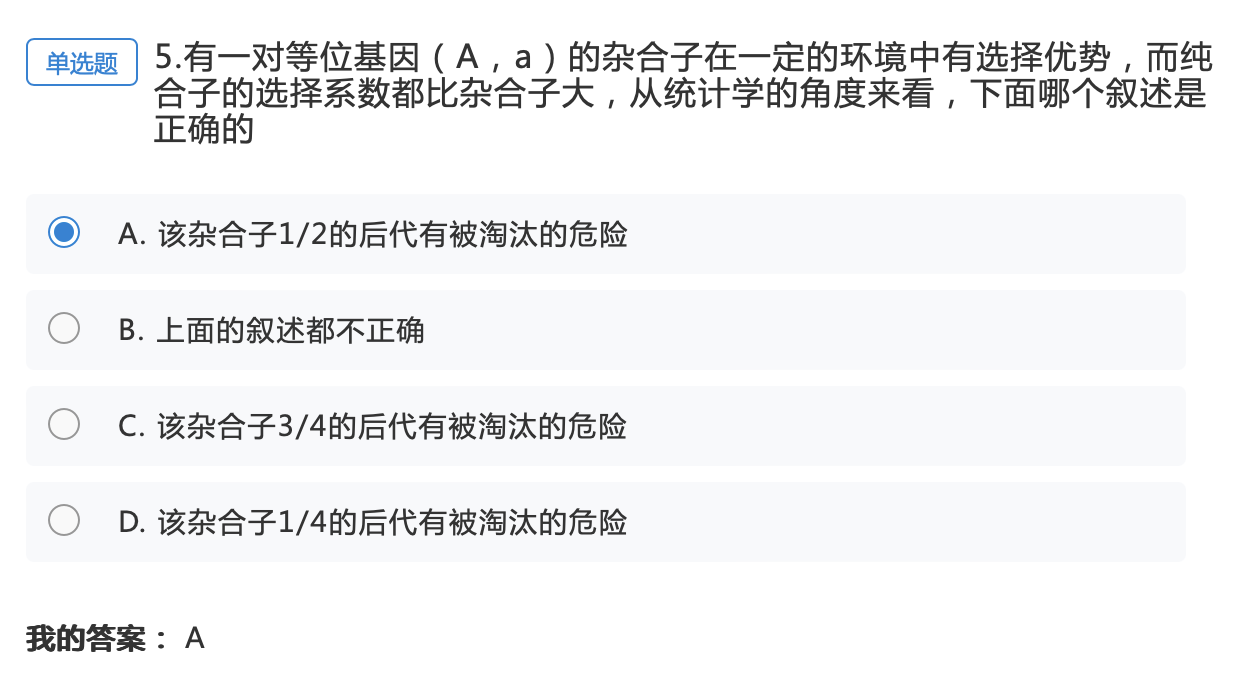 单选题
5.有一对等位基因（A，a）的杂合子在一定的环境中有选择优势，而纯
合子的选择系数都比杂合子大，从统计学的角度来看，下面哪个叙述是
正确的
A. 该杂合子1/2的后代有被淘汰的危险
B. 上面的叙述都不正确
C. 该杂合子3/4的后代有被淘汰的危险
D. 该杂合子1/4的后代有被淘汰的危险
我的答案： A